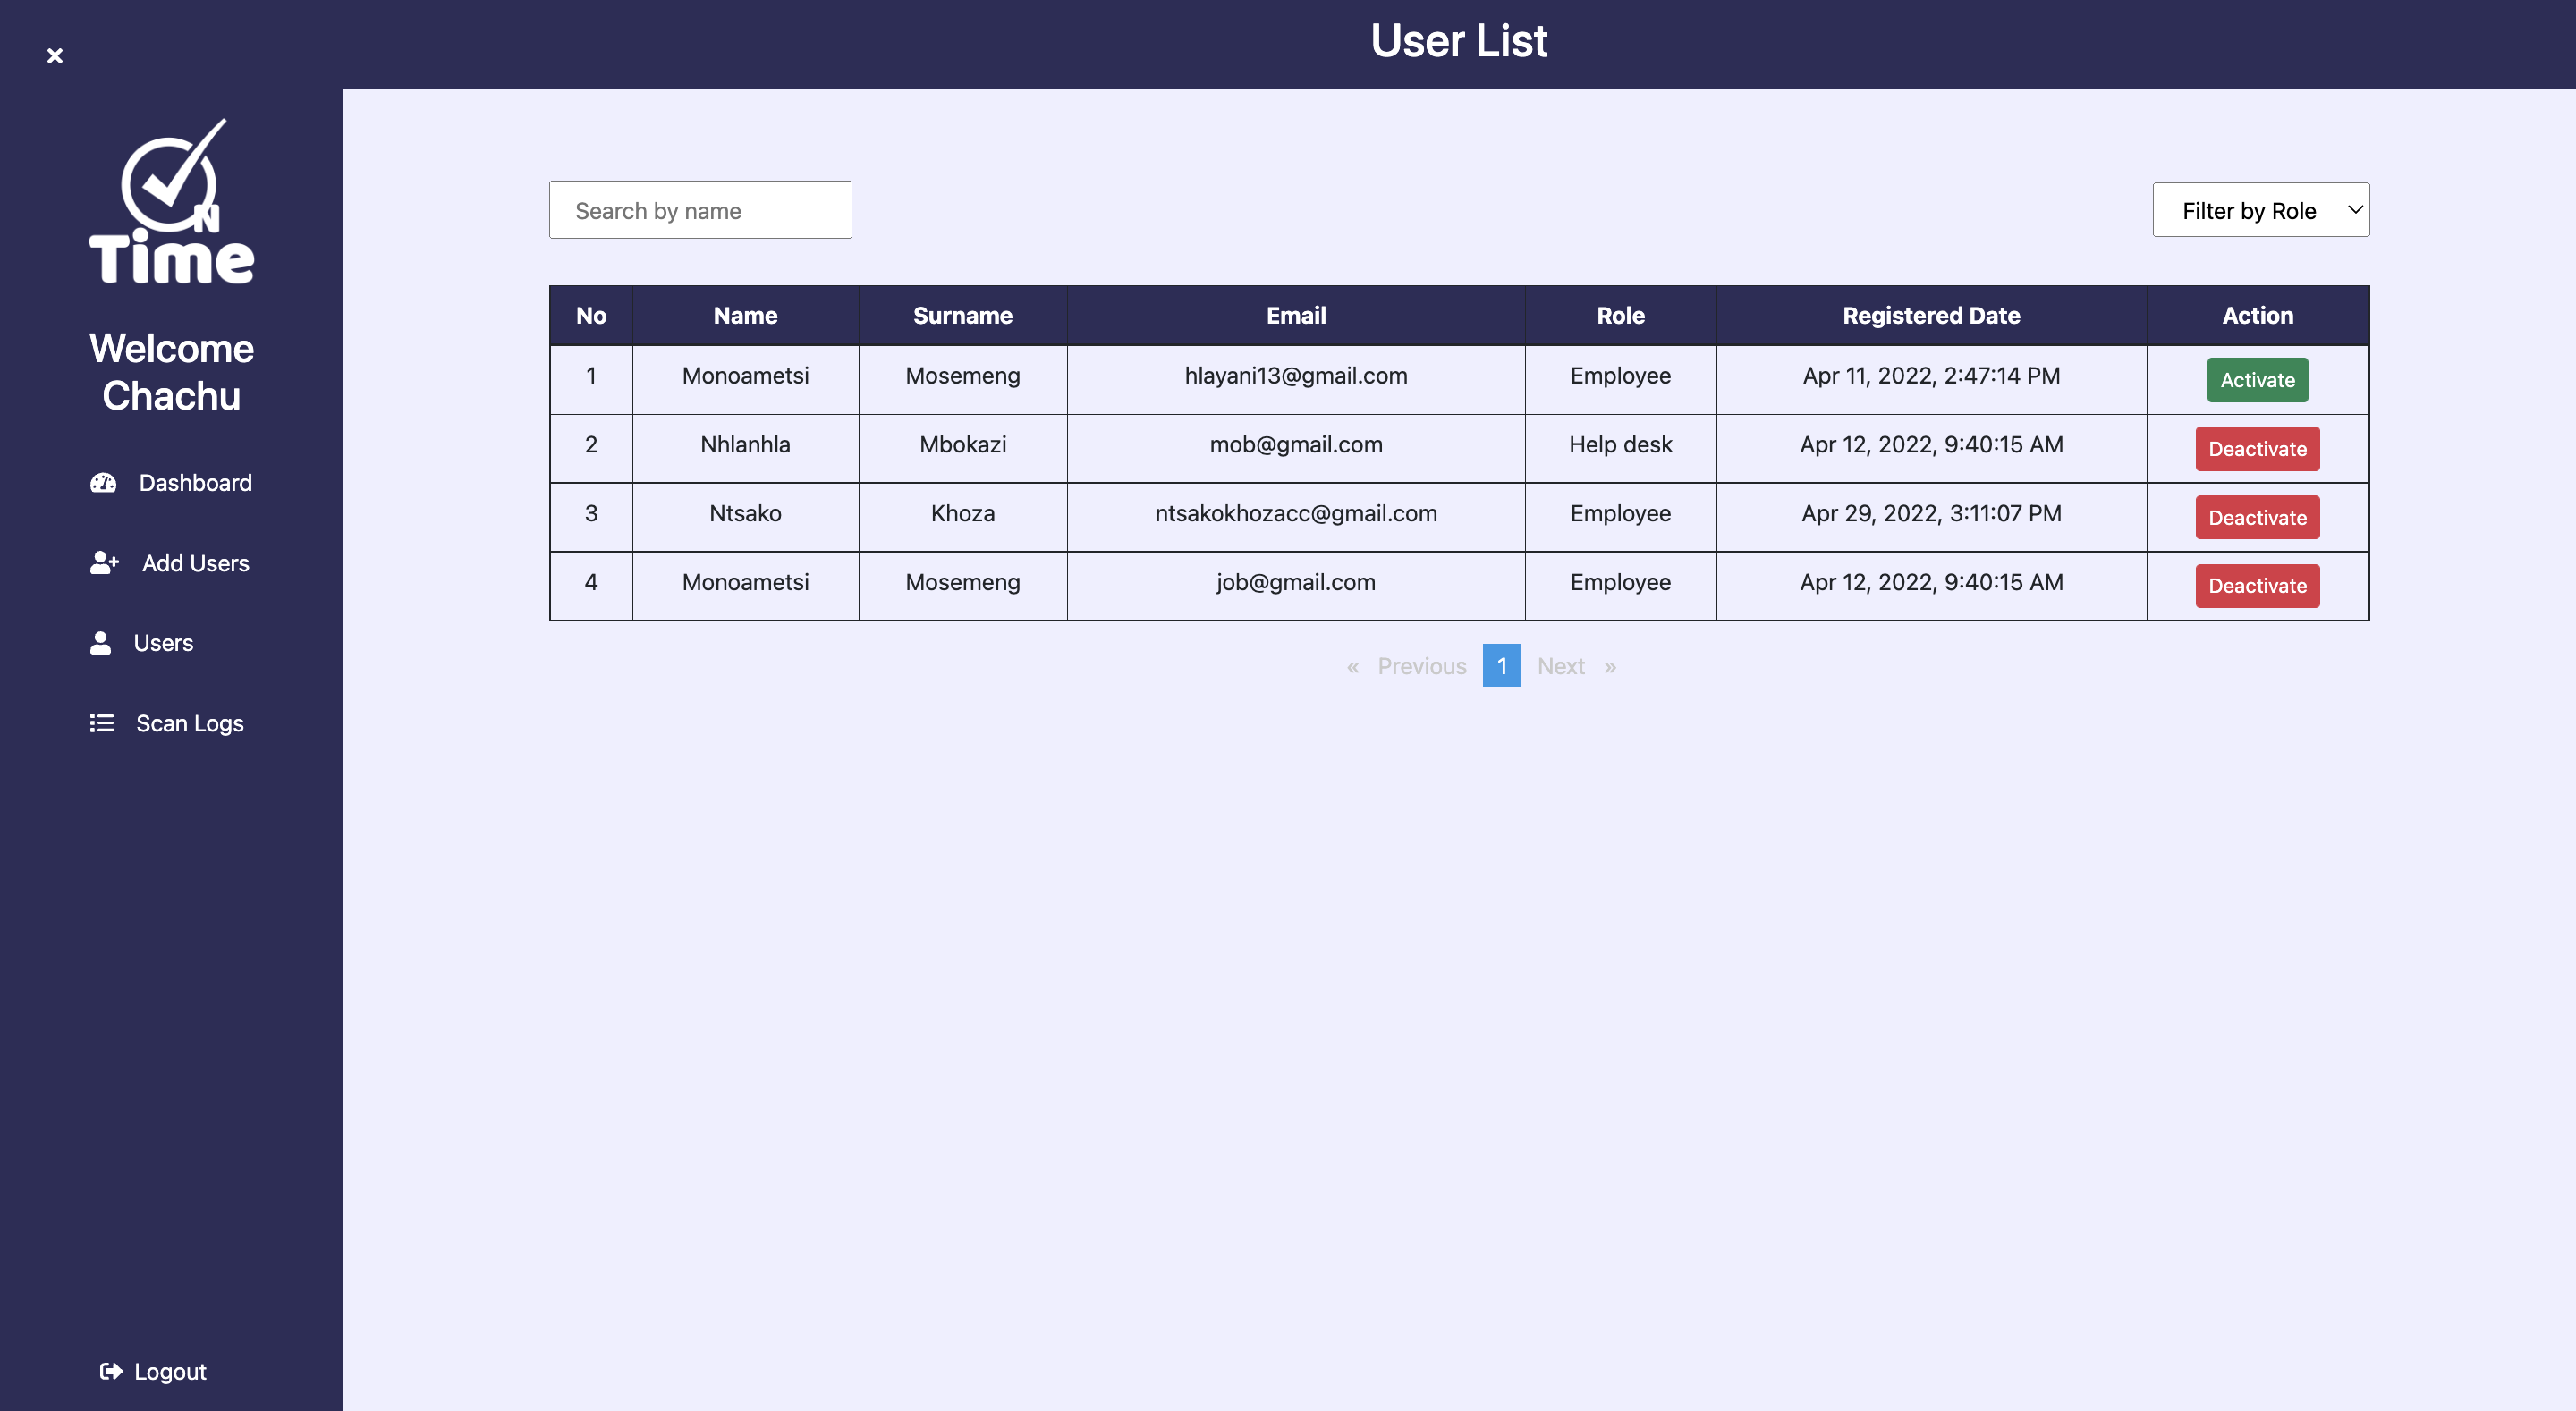 User List
ON
Time
Welcome
Chachu
Dashboard
Add Users
Users
Scan Logs
Logout
Search by name
Filter by Role
No Name Surname Email Role Registered Date Action
1 Monoametsi Mosemeng hlayani13@gmail.com Employee Apr 11, 2022, 2:47:14 PM Activate
2 Nhlanhla Mbokazi mob@gmail.com Help desk Apr 12, 2022, 9:40:15 AM Deactivate
3 Ntsako Khoza ntsakokhozacc@gmail.com Employee Apr 29, 2022, 3:11:07 PM Deactivate
4 Monoametsi Mosemeng job@gmail.com Employee Apr 12, 2022, 9:40:15 AM Deactivate
« Previous 1 Next »